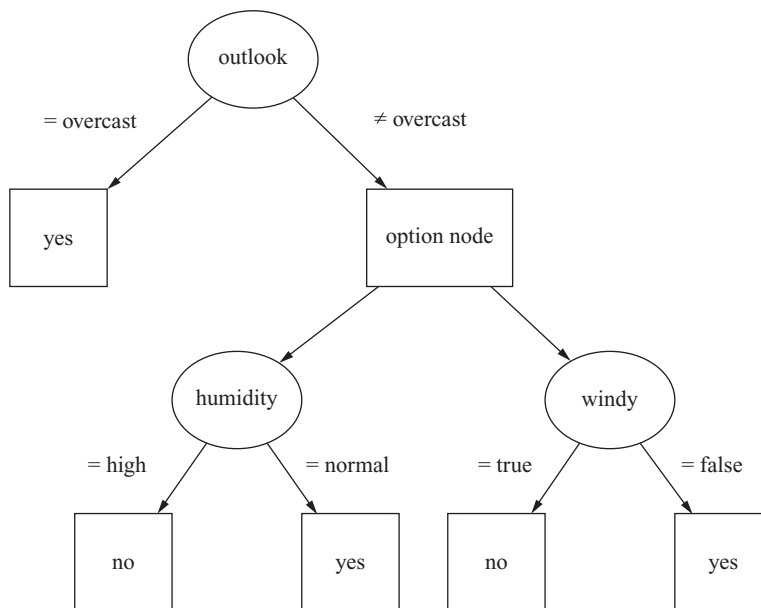 outlook
= overcast
≠ overcast
yes
option node
humidity
windy
= high
= normal
= true
= false
no
yes
no
yes